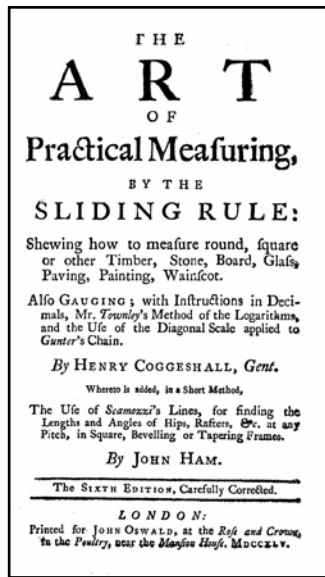 THE
ART
OF
Practical Meaſuring,
BY THE
SLIDING RULE:
Shewing how to meaſure round, ſquare
or other Timber, Stone, Board, Glaſs,
Paving, Painting, Wainſcot.
Alſo GAUGING; with Inſtructions in Deci-
mals, Mr. Townley's Method of the Logarithms,
and the Uſe of the Diagonal Scale applied to
Gunter's Chain.
By HENRY COGGESHALL, Gent.
Whereto is added, in a Short Method,
The Uſe of Scamozzi's Lines, for finding the
Lengths and Angles of Hips, Rafters, &c. at any
Pitch, in Square, Bevelling or Tapering Frames.
By JOHN HAM.
The SIXTH EDITION, Carefully Corrected.
LONDON:
Printed for JOHN OSWALD, at the Roſe and Crown,
in the Poultry, near the Manſion Houſe. MDCCXLV.